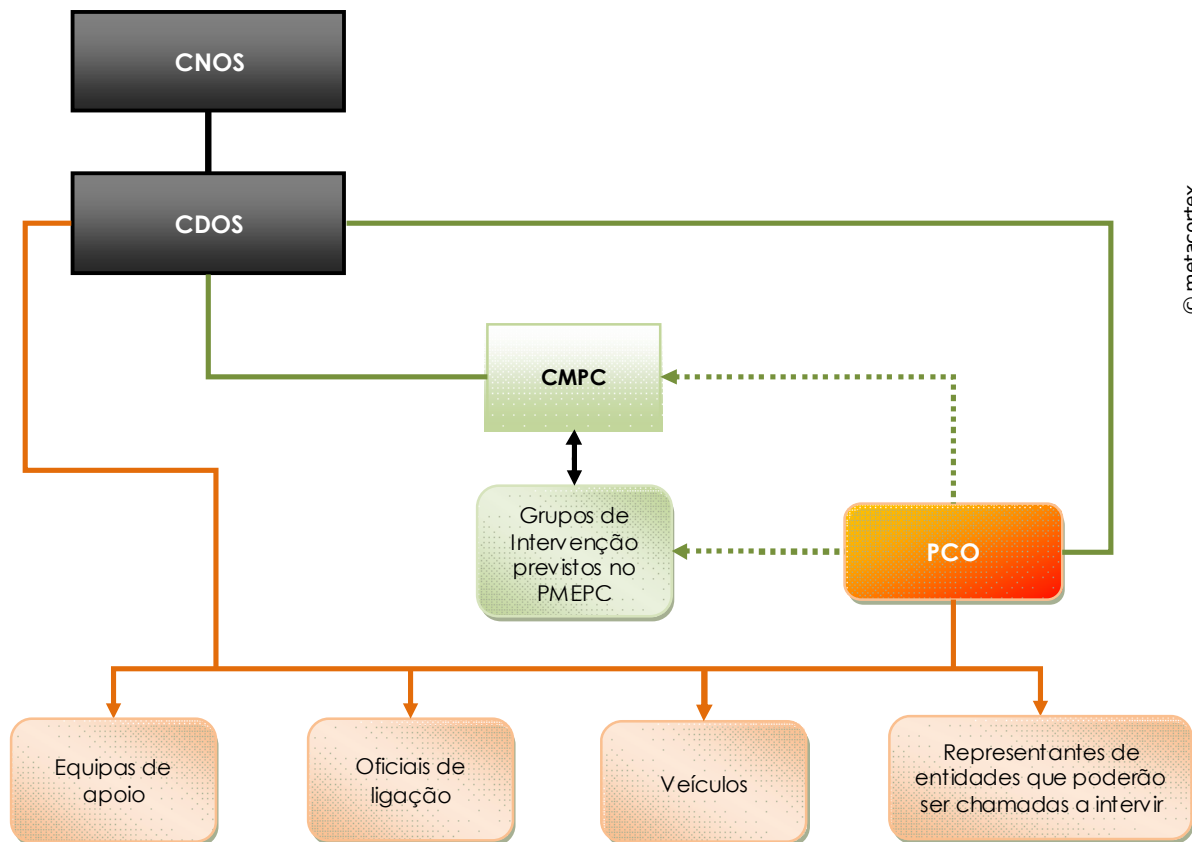 CNOS
CDOS
© metacortex
CMPC
Grupos de
Intervenção
previstos no
PMEPC
PCO
Equipas de
apoio
Oficiais de
ligação
Veículos
Representantes de
entidades que poderão
ser chamadas a intervir